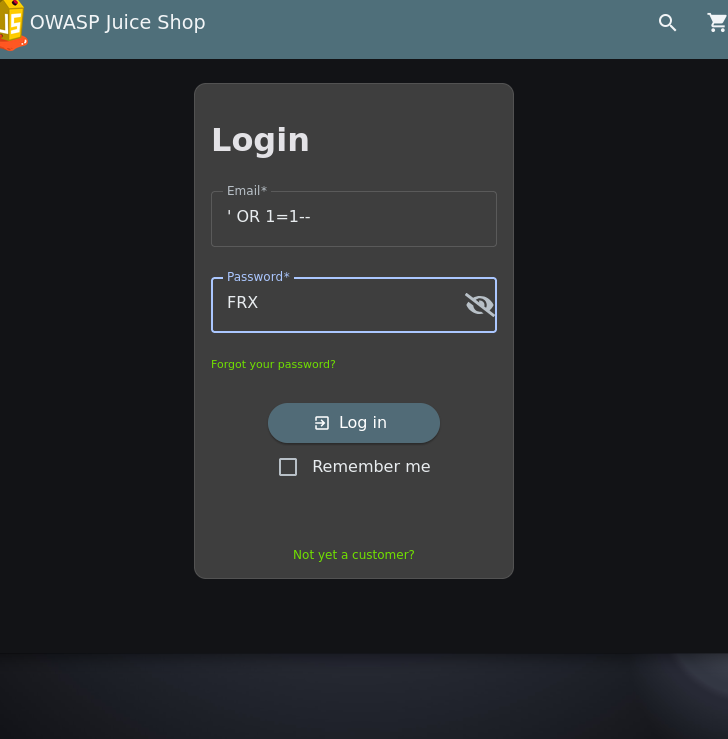 JS
OWASP Juice Shop
Login
Email*
' OR 1=1--
Password*
FRX
Forgot your password?
Log in
Remember me
Not yet a customer?